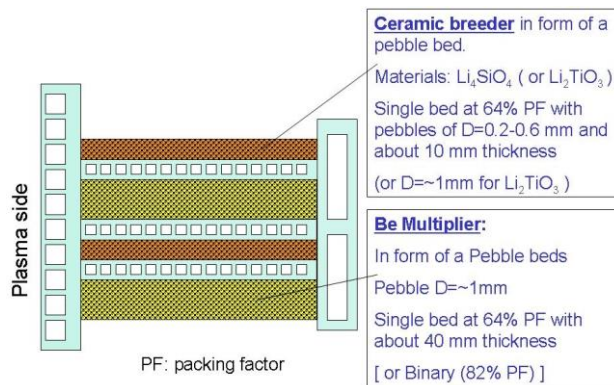 Ceramic breeder in form of a
pebble bed.
Materials: Li₄SiO₄ ( or Li₂TiO₃)
Single bed at 64% PF with
pebbles of D=0.2-0.6 mm and
about 10 mm thickness
(or D=~1mm for Li₂TiO₃ )
Be Multiplier:
In form of a Pebble beds
Pebble D=~1mm
Single bed at 64% PF with
about 40 mm thickness
[ or Binary (82% PF) ]
Plasma side
PF: packing factor